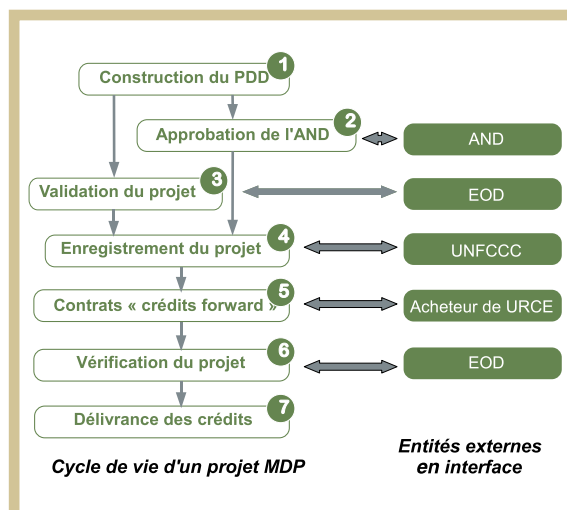 1
Construction du PDD
2
Approbation de l'AND
AND
3
Validation du projet
EOD
4
Enregistrement du projet
UNFCCC
5
Contrats « crédits forward »
Acheteur de URCE
6
Vérification du projet
EOD
7
Délivrance des crédits
Cycle de vie d'un projet MDP
Entités externes
en interface